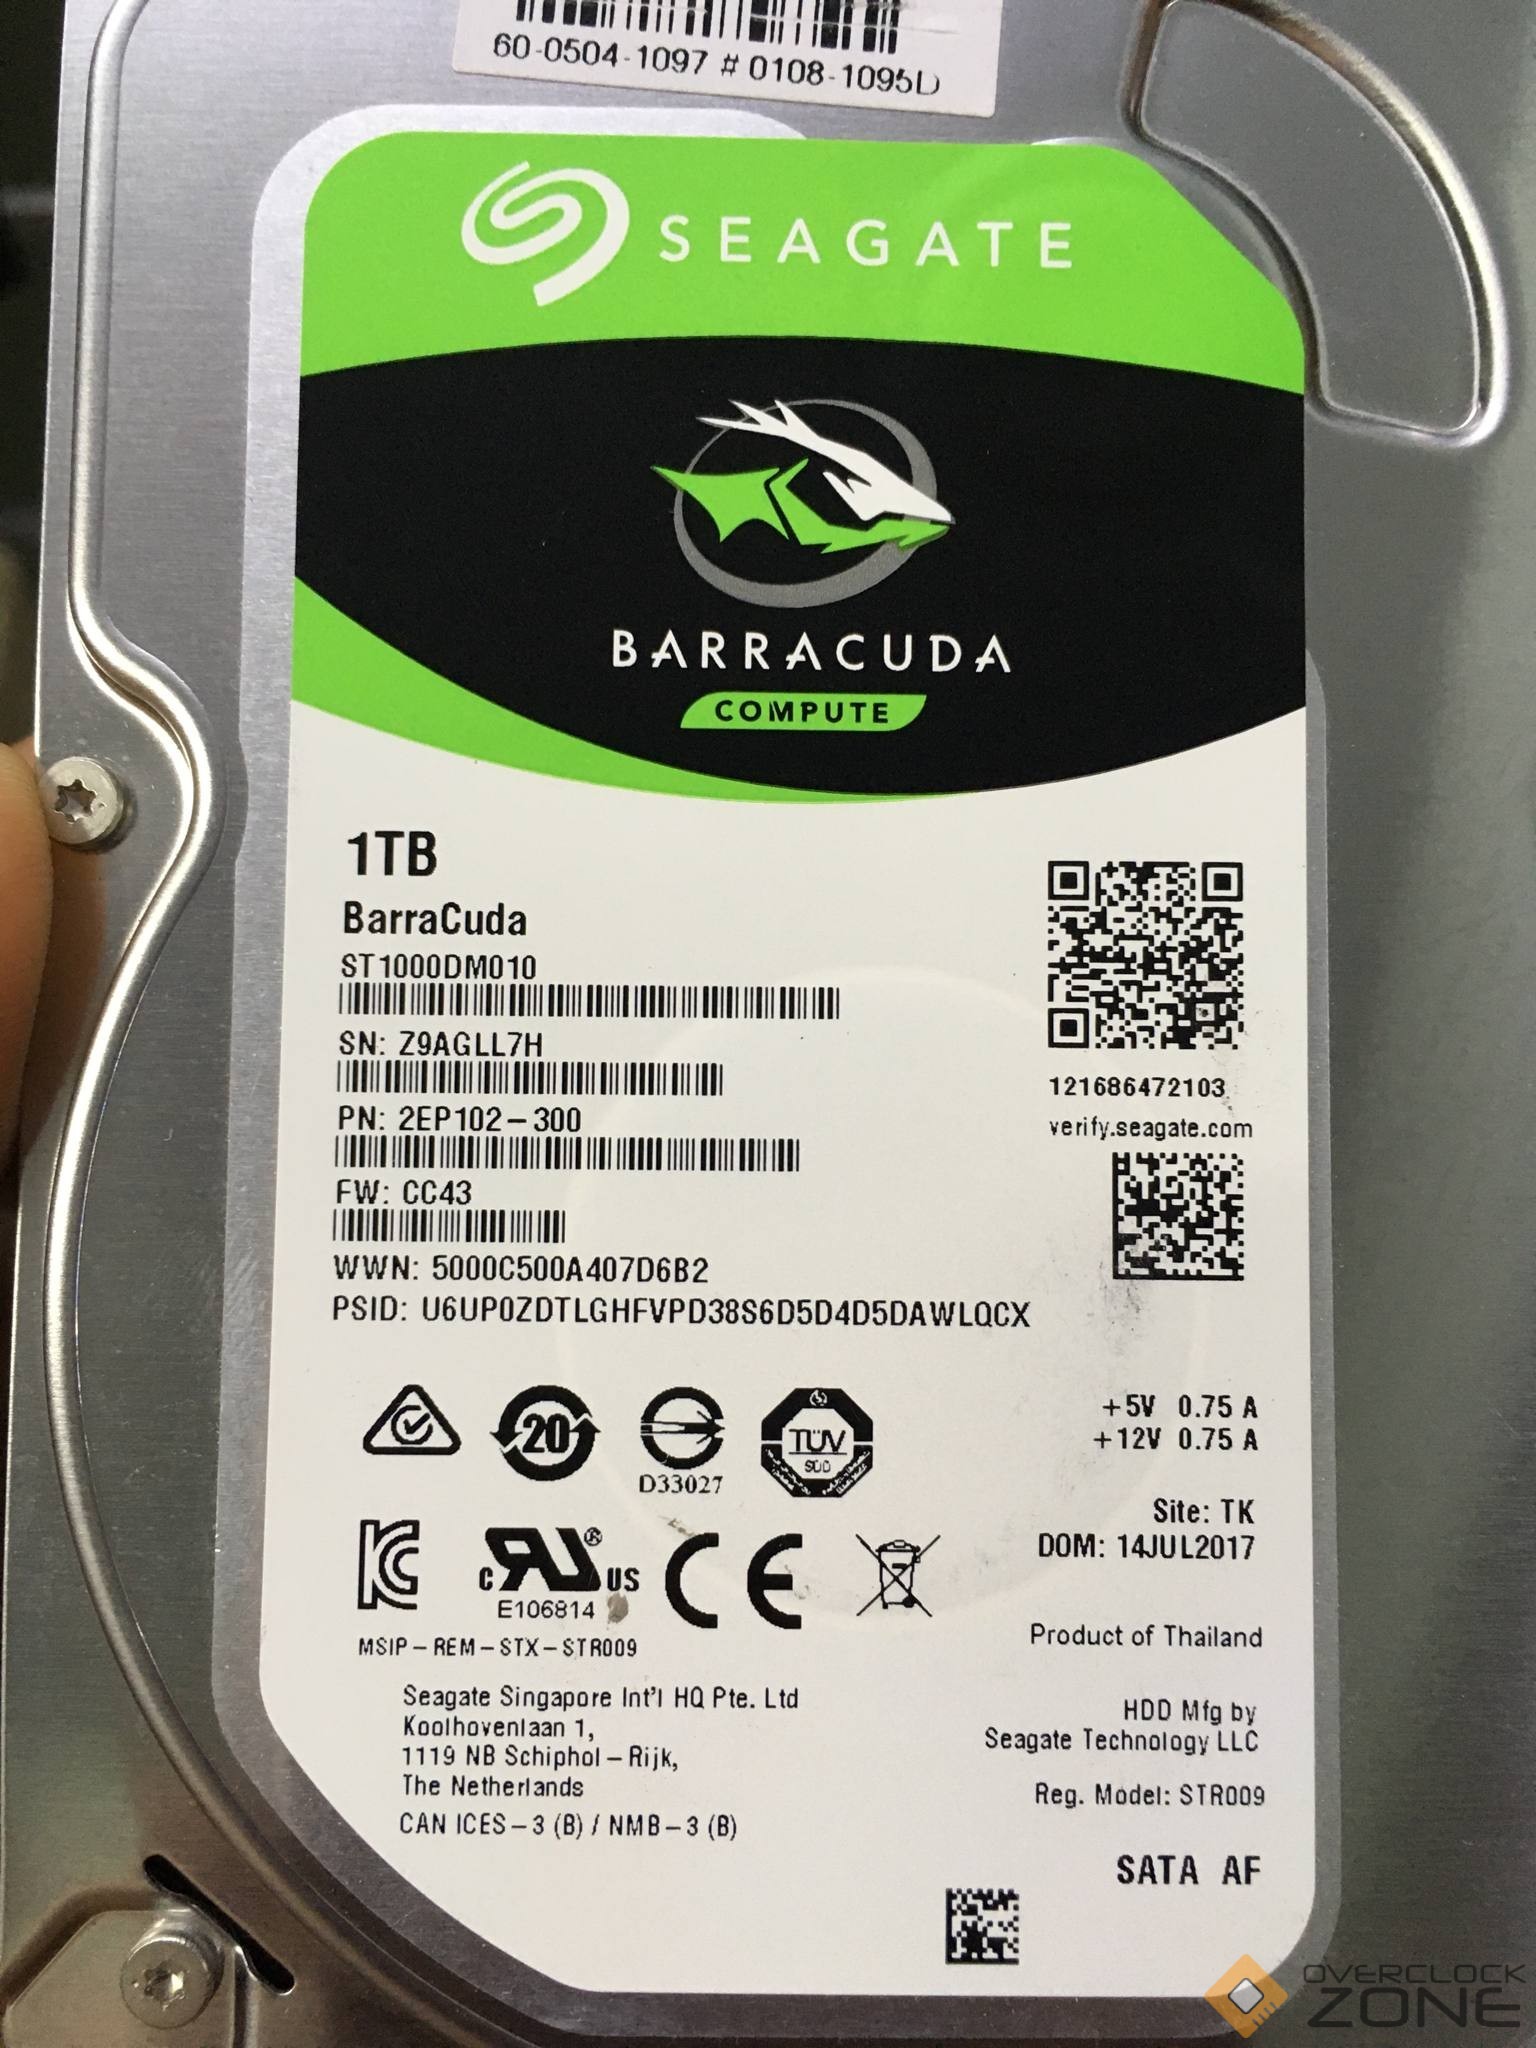 60-0504-1097 # 0108-1095D
SEAGATE
BARRACUDA
COMPUTE
1TB
BarraCuda
ST1000DM010
SN: Z9AGLL7H
PN: 2EP102-300
FW: CC43
WWN: 5000C500A407D6B2
PSID: U6UP0ZDTLGHFVPD38S6D5D4D5DAWLQCX
121686472103
verify.seagate.com
20
D33027
TÜV
SÜD
+5V 0.75 A
+12V 0.75 A
Site: TK
DOM: 14JUL2017
c RU ® US
E106814
CE
MSIP-REM-STX-STR009
Product of Thailand
Seagate Singapore Int'l HQ Pte. Ltd
Koolhovenlaan 1,
1119 NB Schiphol-Rijk,
The Netherlands
CAN ICES-3 (B) / NMB-3 (B)
HDD Mfg by
Seagate Technology LLC
Reg. Model: STR009
SATA AF
OVERCLOCK
ZONE